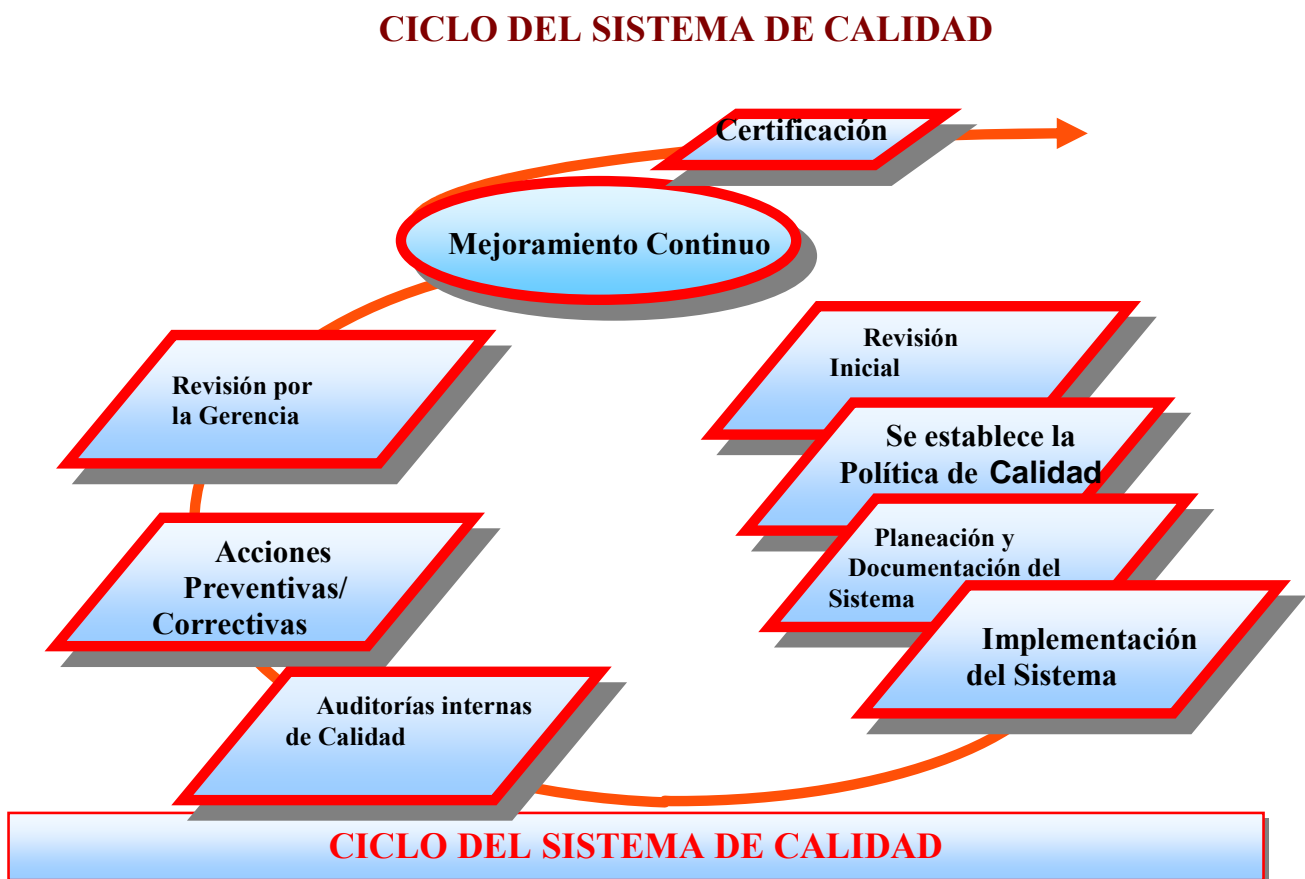 CICLO DEL SISTEMA DE CALIDAD
Certificación
Mejoramiento Continuo
Revisión
Inicial
Se establece la
Política de Calidad
Planeación y
Documentación del
Sistema
Implementación
del Sistema
Auditorías internas
de Calidad
Acciones
Preventivas/
Correctivas
Revisión por
la Gerencia
CICLO DEL SISTEMA DE CALIDAD